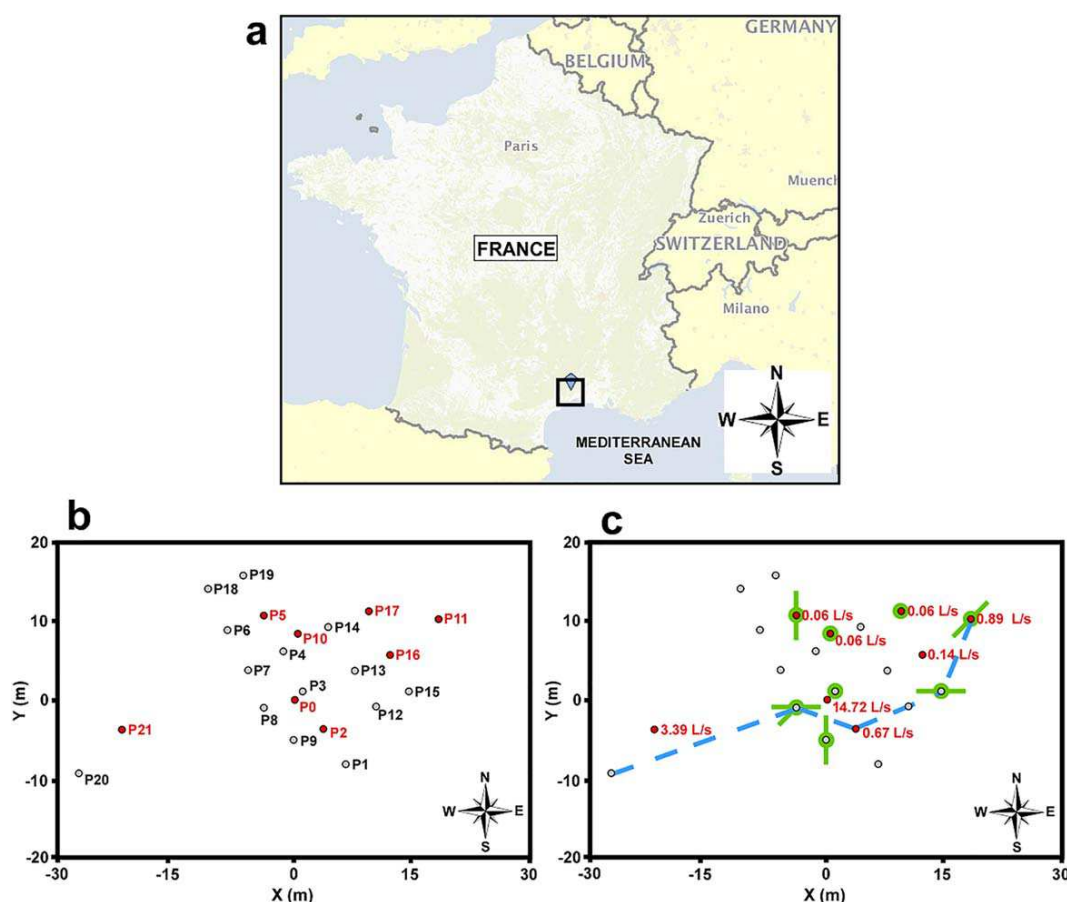 a
GERMANY
BELGIUM
Paris
Muench
Zuerich
SWITZERLAND
FRANCE
Milano
N
W E
S
MEDITERRANEAN
SEA
b
20
10
0
-10
-20
Y (m)
-30 -15 0 15 30
X (m)
P19
P18
P5
P17
P11
P6
P10
P14
P4
P16
P7
P13
P3
P15
P0
P8
P12
P21
P2
P9
P1
P20
N
W E
S
c
20
10
0
-10
-20
Y (m)
-30 -15 0 15 30
X (m)
0.06 L/s
0.06 L/s
0.89 L/s
0.06 L/s
0.14 L/s
14.72 L/s
3.39 L/s
0.67 L/s
N
W E
S